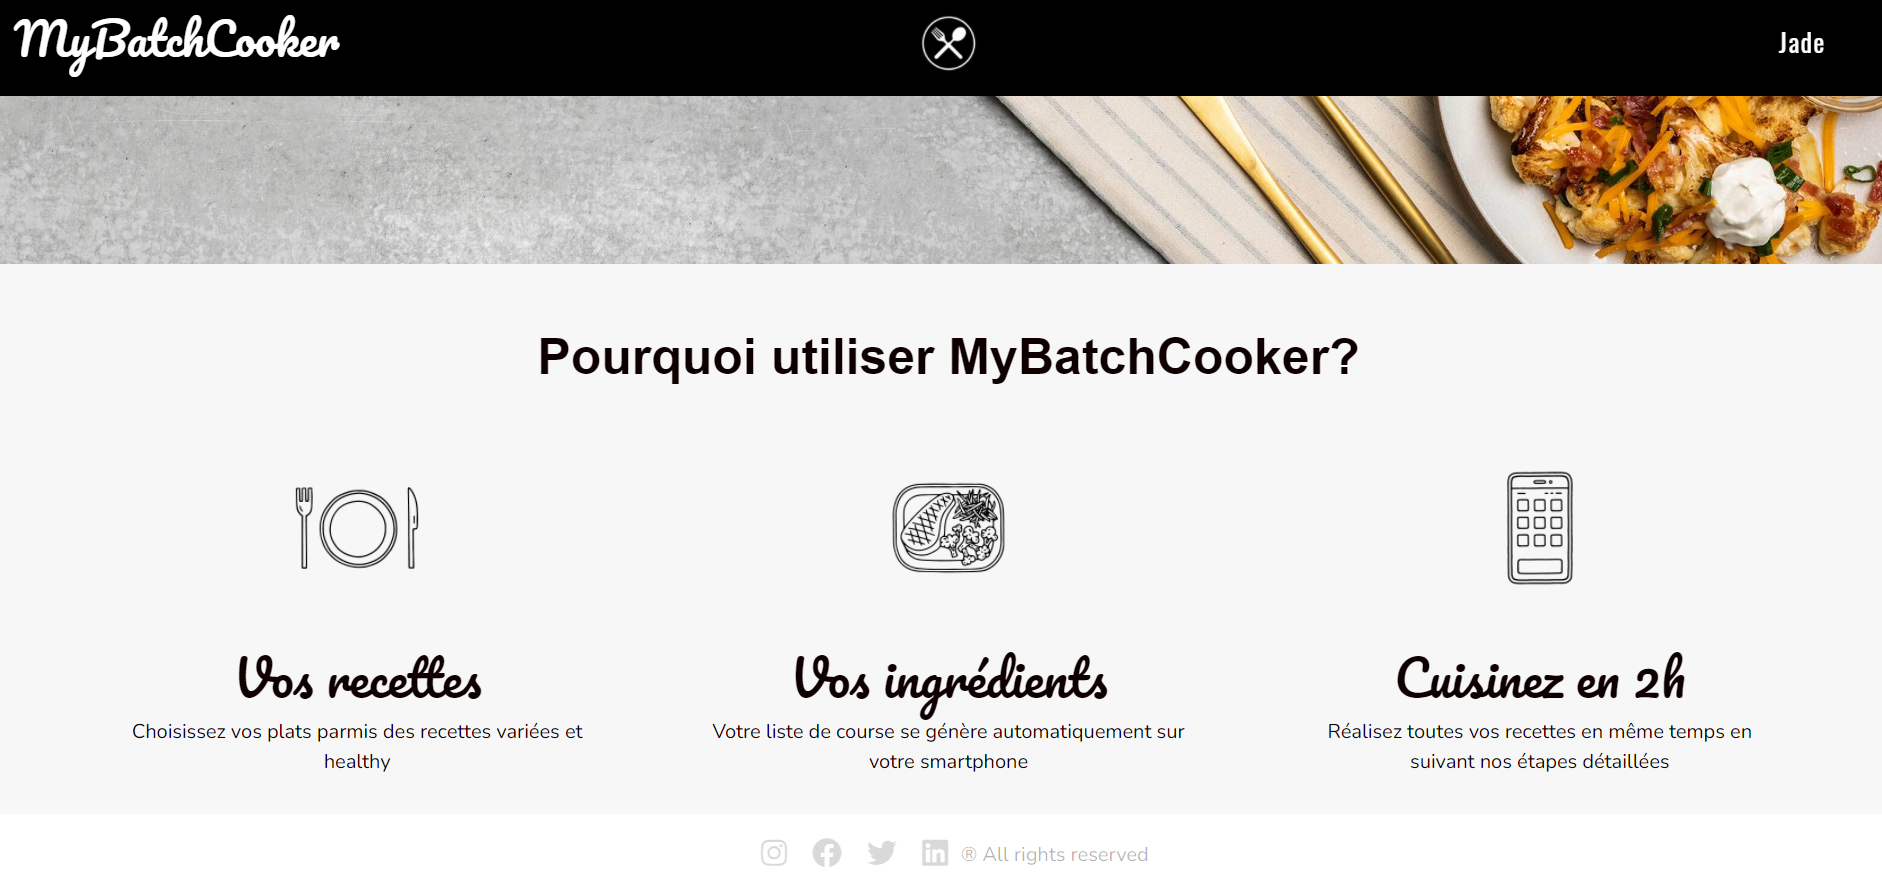 MyBatchCooker
Jade
Pourquoi utiliser MyBatchCooker?
Vos recettes
Choisissez vos plats parmis des recettes variées et
healthy
Vos ingrédients
Votre liste de course se génère automatiquement sur
votre smartphone
Cuisinez en 2h
Réalisez toutes vos recettes en même temps en
suivant nos étapes détaillées
® All rights reserved